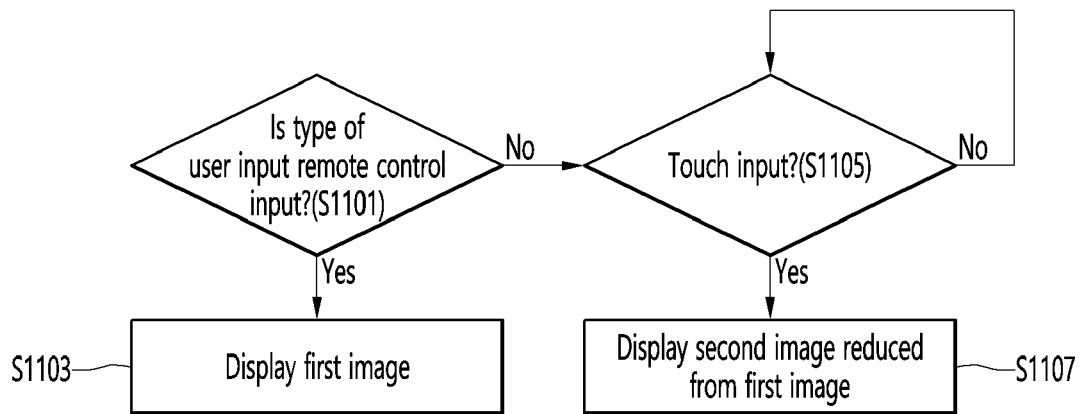 Is type of
user input remote control
input?(S1101)
No
Touch input?(S1105)
No
Yes
Yes
S1103
Display first image
Display second image reduced
from first image
S1107